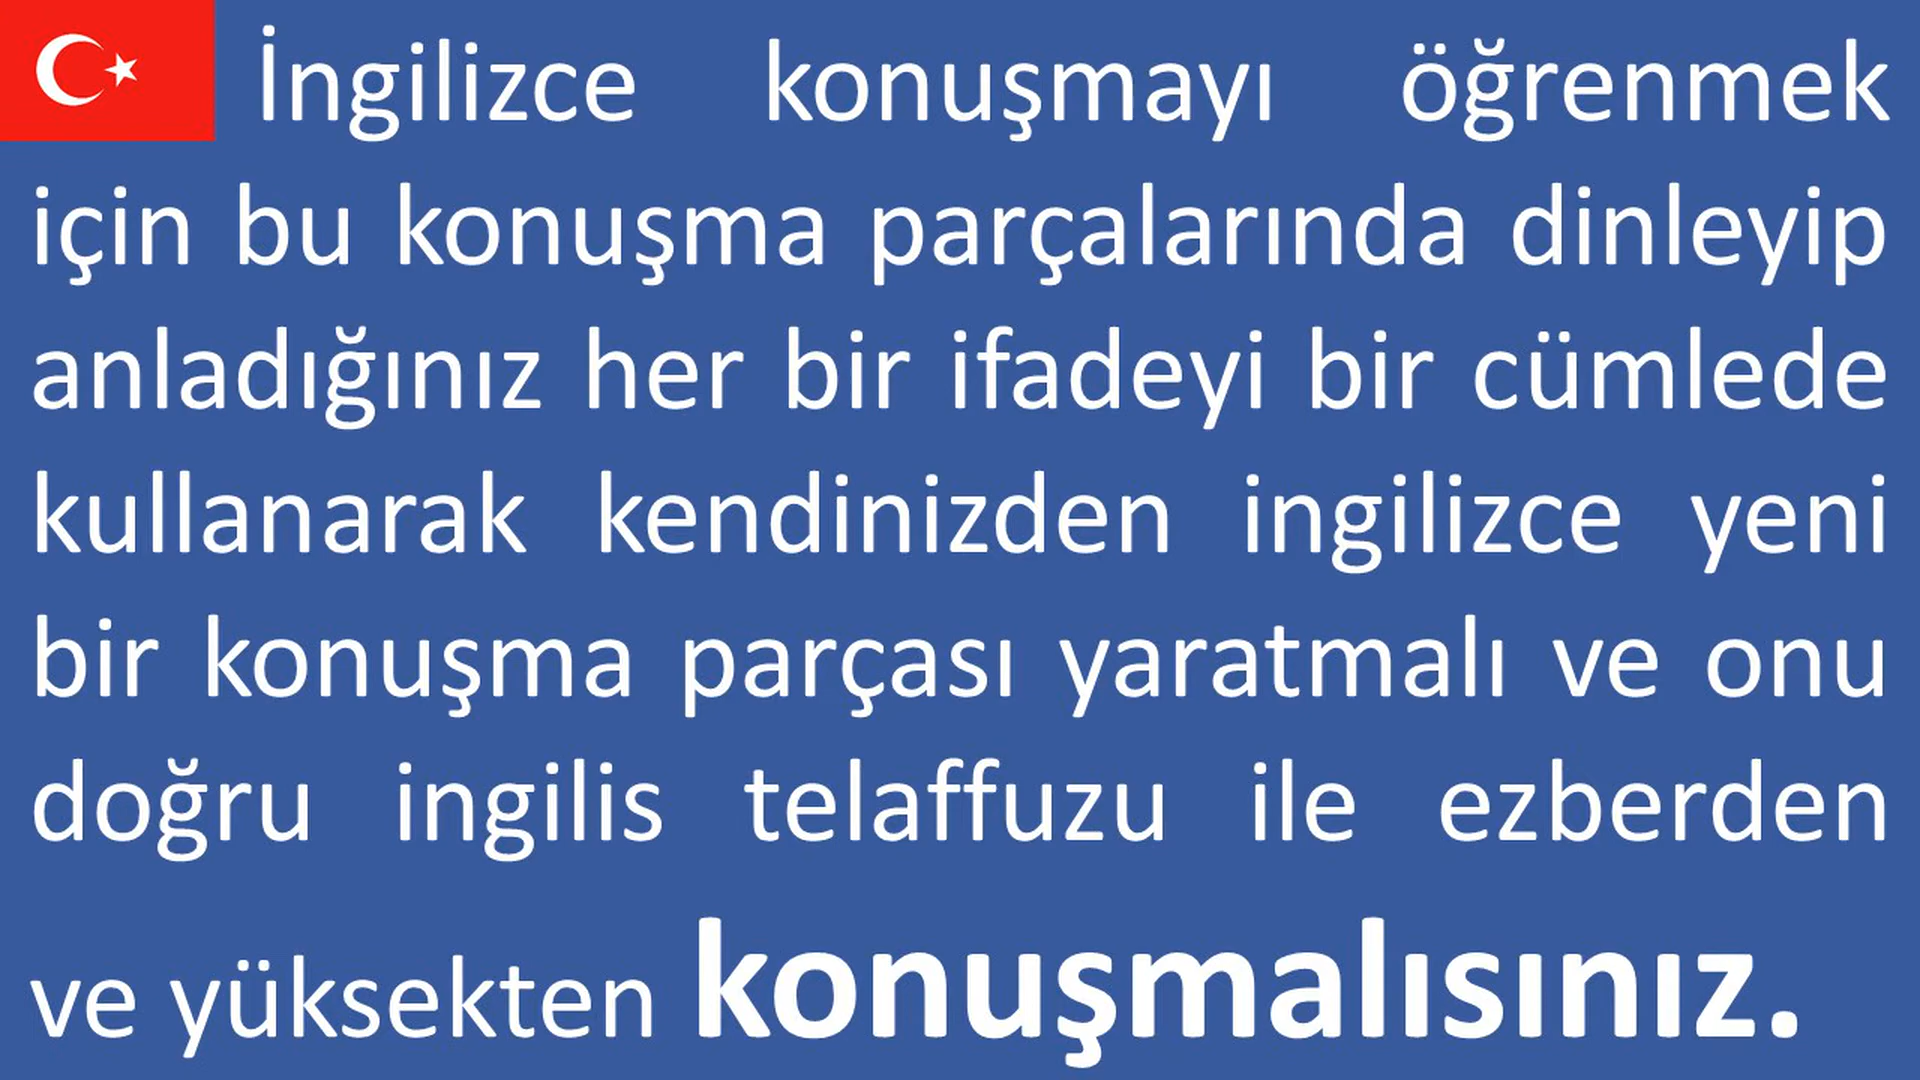 İngilizce konuşmayı öğrenmek
için bu konuşma parçalarında dinleyip
anladığınız her bir ifadeyi bir cümlede
kullanarak kendinizden ingilizce yeni
bir konuşma parçası yaratmalı ve onu
doğru ingilis telaffuzu ile ezberden
ve yüksekten konuşmalısınız.